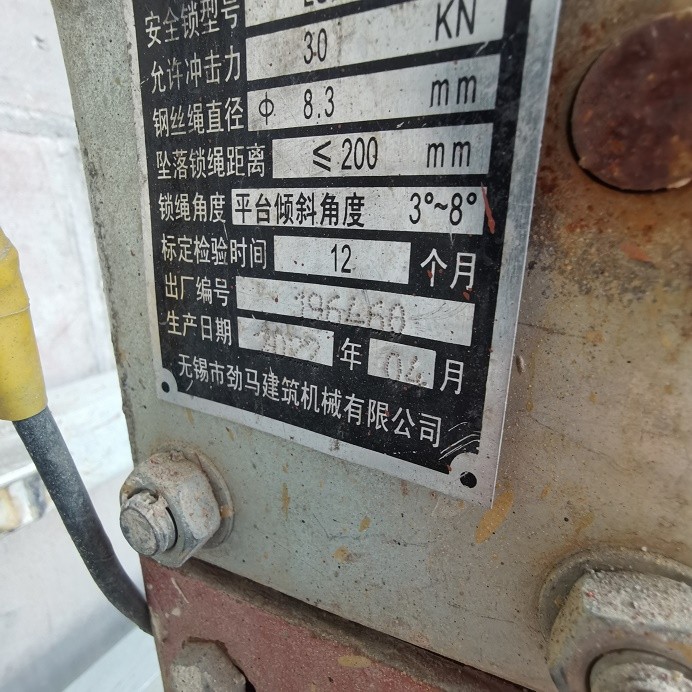 安全锁型号
允许冲击力 30 KN
钢丝绳直径 Φ 8.3 mm
坠落锁绳距离 ≤200 mm
锁绳角度 平台倾斜角度 3°~8°
标定检验时间 12 个月
出厂编号 196460
生产日期 2022 年 04 月
无锡市劲马建筑机械有限公司